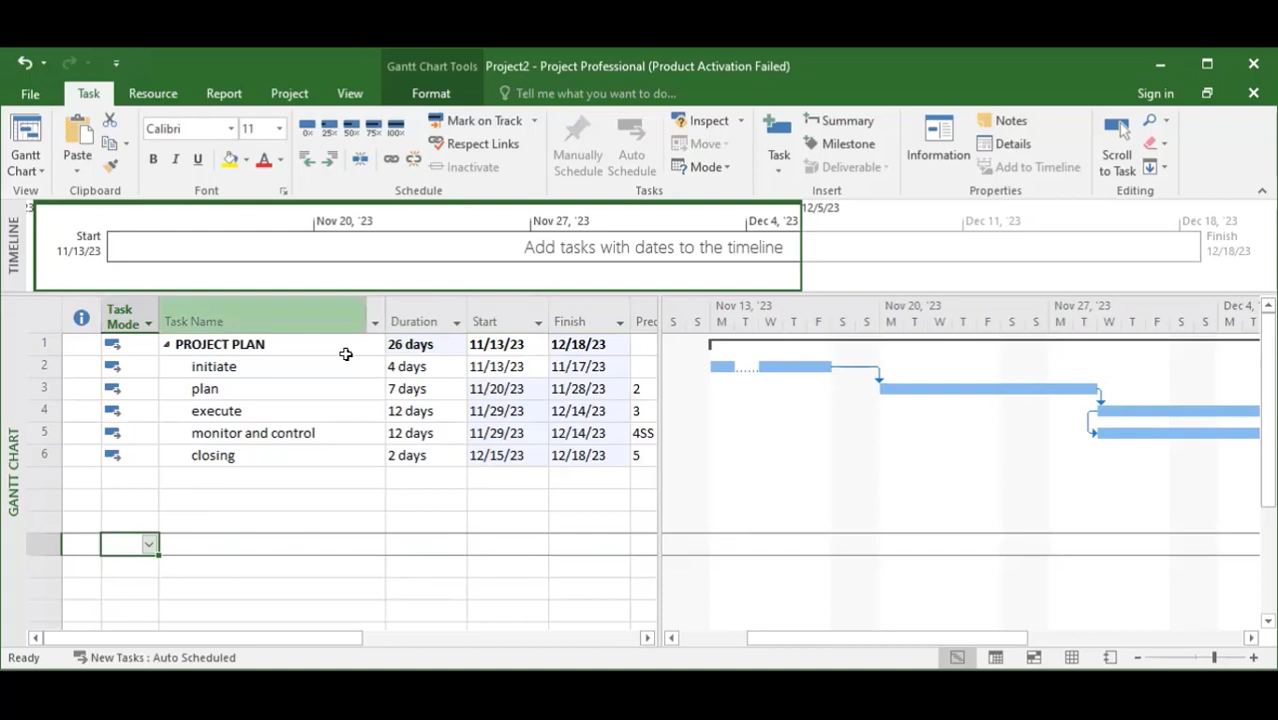 Gantt Chart Tools Project2 - Project Professional (Product Activation Failed)
File Task Resource Report Project View Format Tell me what you want to do... Sign in
Calibri 11 0% 25% 50% 75% 100% Mark on Track Inspect Summary Notes
Respect Links Move Milestone Details
Gantt Chart Paste B I U A Inactivate Manually Schedule Auto Schedule Mode Task Deliverable Information Add to Timeline Scroll to Task
View Clipboard Font Schedule Tasks Insert Properties Editing
TIMELINE
12/5/23
Nov 20, '23 Nov 27, '23 Dec 4, '23 Dec 11, '23 Dec 18, '23
Start
11/13/23
Add tasks with dates to the timeline
Finish
12/18/23
GANTT CHART
Task Mode Task Name Duration Start Finish Pred
1 PROJECT PLAN 26 days 11/13/23 12/18/23
2 initiate 4 days 11/13/23 11/17/23
3 plan 7 days 11/20/23 11/28/23 2
4 execute 12 days 11/29/23 12/14/23 3
5 monitor and control 12 days 11/29/23 12/14/23 4SS
6 closing 2 days 12/15/23 12/18/23 5
Nov 13, '23 Nov 20, '23 Nov 27, '23 Dec 4,
S S M T W T F S S M T W T F S S M T W T F S S M T
Ready New Tasks : Auto Scheduled